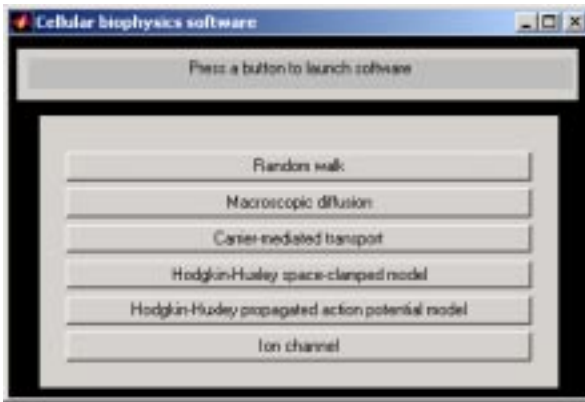 Cellular biophysics software
Press a button to launch software
Random walk
Macroscopic diffusion
Carrier-mediated transport
Hodgkin-Huxley space-clamped model
Hodgkin-Huxley propagated action potential model
Ion channel